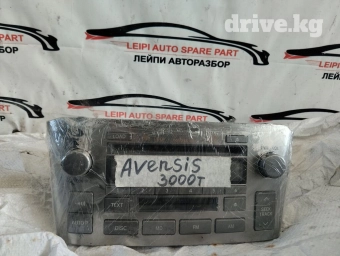 drive.kg
LEIPI AUTO SPARE PART
LEIPI AUTO SPARE PART
ЛЕЙПИ АВТОРАЗБОР
ЛЕЙПИ АВТОРАЗБОР
AVENSIS
3000т
TEXT
DISC